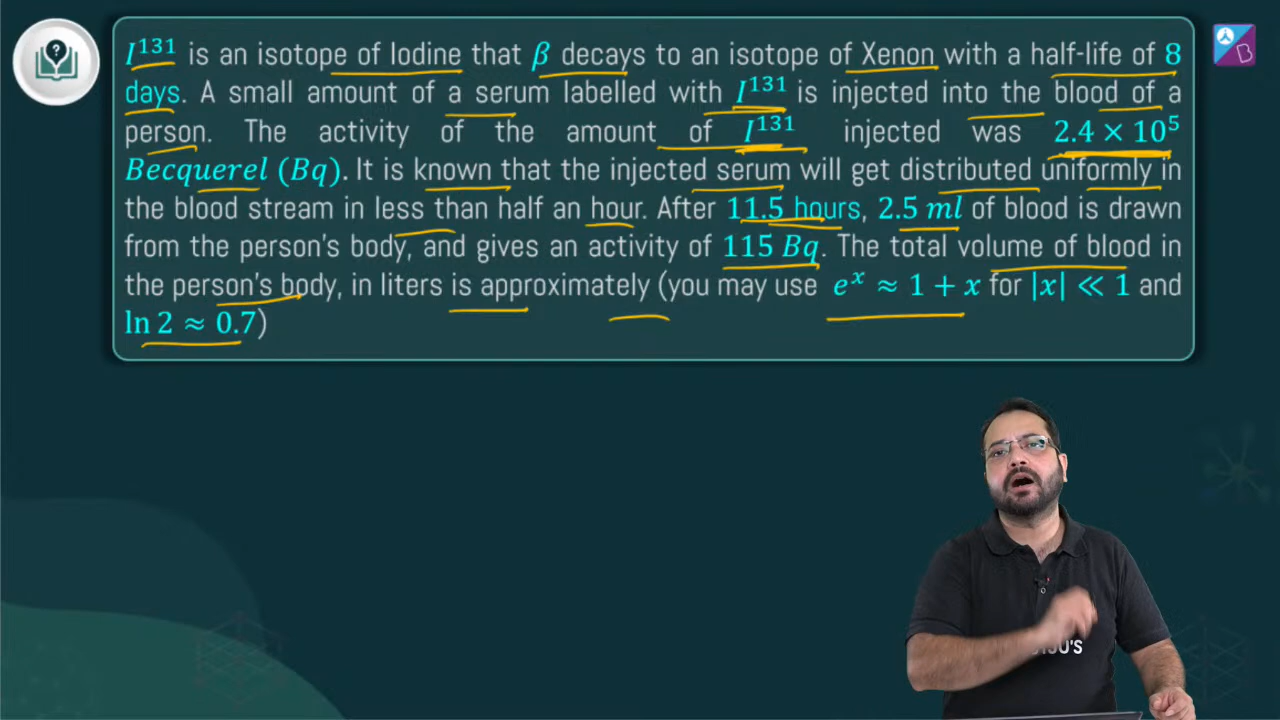 I¹³¹ is an isotope of Iodine that β decays to an isotope of Xenon with a half-life of 8
days. A small amount of a serum labelled with I¹³¹ is injected into the blood of a
person. The activity of the amount of I¹³¹ injected was 2.4 × 10⁵
Becquerel (Bq). It is known that the injected serum will get distributed uniformly in
the blood stream in less than half an hour. After 11.5 hours, 2.5 ml of blood is drawn
from the person's body, and gives an activity of 115 Bq. The total volume of blood in
the person's body, in liters is approximately (you may use eˣ ≈ 1 + x for |x| ≪ 1 and
ln 2 ≈ 0.7)
B